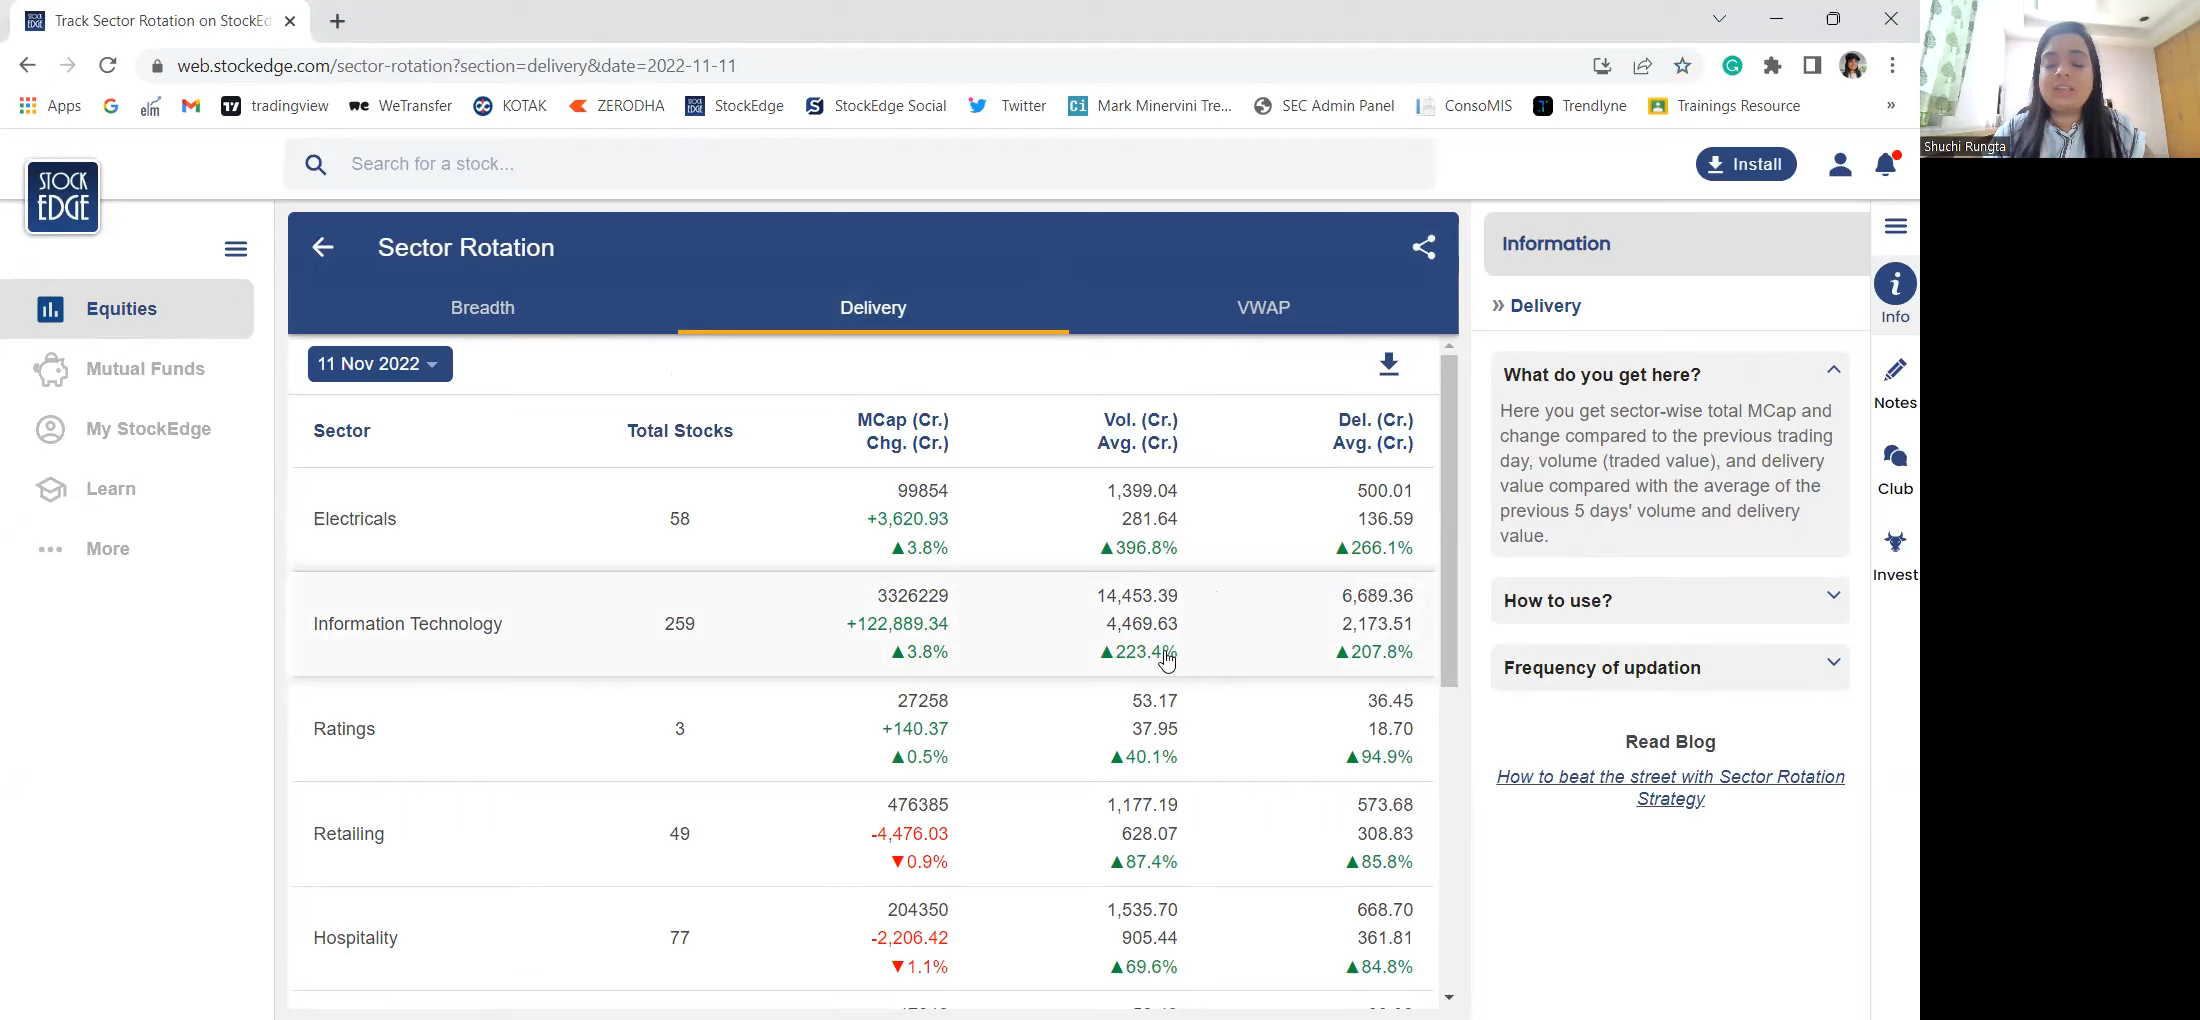 Track Sector Rotation on StockEd
web.stockedge.com/sector-rotation?section=delivery&date=2022-11-11
Apps
elm
tradingview
WeTransfer
KOTAK
ZERODHA
StockEdge
StockEdge Social
Twitter
Mark Minervini Tre...
SEC Admin Panel
ConsoMIS
Trendlyne
Trainings Resource
»
Shuchi Rungta
STOCK
EDGE
Search for a stock...
Install
Equities
Mutual Funds
My StockEdge
Learn
More
Sector Rotation
Breadth
Delivery
VWAP
11 Nov 2022
Sector
Total Stocks
MCap (Cr.)
Chg. (Cr.)
Vol. (Cr.)
Avg. (Cr.)
Del. (Cr.)
Avg. (Cr.)
Electricals
58
99854
+3,620.93
▲3.8%
1,399.04
281.64
▲396.8%
500.01
136.59
▲266.1%
Information Technology
259
3326229
+122,889.34
▲3.8%
14,453.39
4,469.63
▲223.4%
6,689.36
2,173.51
▲207.8%
Ratings
3
27258
+140.37
▲0.5%
53.17
37.95
▲40.1%
36.45
18.70
▲94.9%
Retailing
49
476385
-4,476.03
▼0.9%
1,177.19
628.07
▲87.4%
573.68
308.83
▲85.8%
Hospitality
77
204350
-2,206.42
▼1.1%
1,535.70
905.44
▲69.6%
668.70
361.81
▲84.8%
Information
» Delivery
What do you get here?
Here you get sector-wise total MCap and
change compared to the previous trading
day, volume (traded value), and delivery
value compared with the average of the
previous 5 days' volume and delivery
value.
How to use?
Frequency of updation
Read Blog
How to beat the street with Sector Rotation
Strategy
Info
Notes
Club
Invest